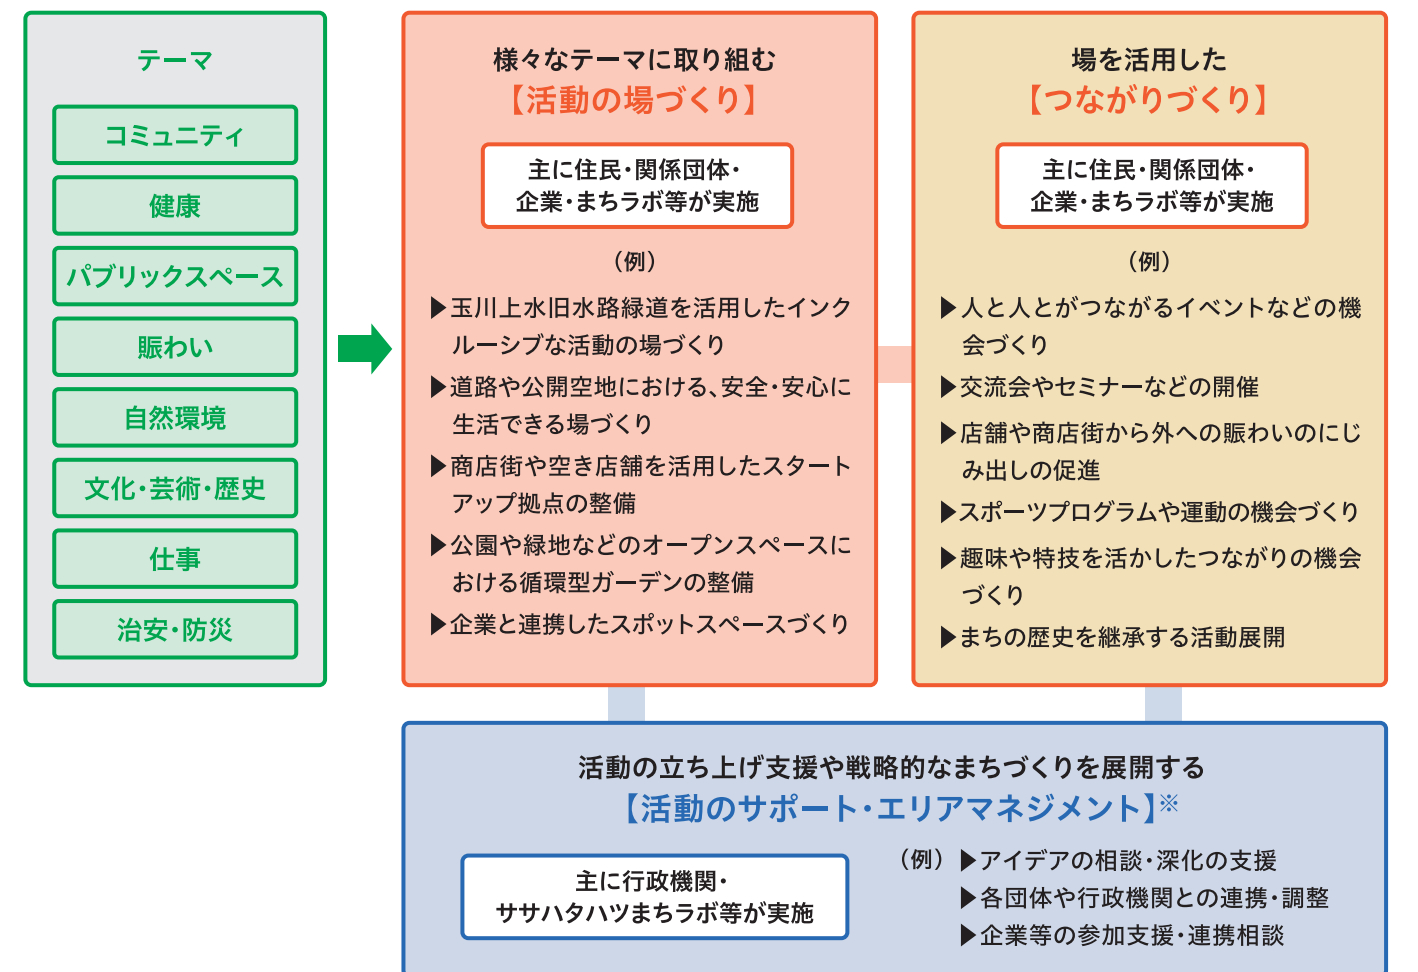 テーマ
コミュニティ
健康
パブリックスペース
賑わい
自然環境
文化・芸術・歴史
仕事
治安・防災
様々なテーマに取り組む
【活動の場づくり】
主に住民・関係団体・
企業・まちラボ等が実施
（例）
▶玉川上水旧水路緑道を活用したインク
ルーシブな活動の場づくり
▶道路や公開空地における、安全・安心に
生活できる場づくり
▶商店街や空き店舗を活用したスタート
アップ拠点の整備
▶公園や緑地などのオープンスペースに
おける循環型ガーデンの整備
▶企業と連携したスポットスペースづくり
場を活用した
【つながりづくり】
主に住民・関係団体・
企業・まちラボ等が実施
（例）
▶人と人とがつながるイベントなどの機
会づくり
▶交流会やセミナーなどの開催
▶店舗や商店街から外への賑わいのにじ
み出しの促進
▶スポーツプログラムや運動の機会づくり
▶趣味や特技を活かしたつながりの機会
づくり
▶まちの歴史を継承する活動展開
活動の立ち上げ支援や戦略的なまちづくりを展開する
【活動のサポート・エリアマネジメント】※
主に行政機関・
ササハタハツまちラボ等が実施
（例）▶アイデアの相談・深化の支援
▶各団体や行政機関との連携・調整
▶企業等の参加支援・連携相談